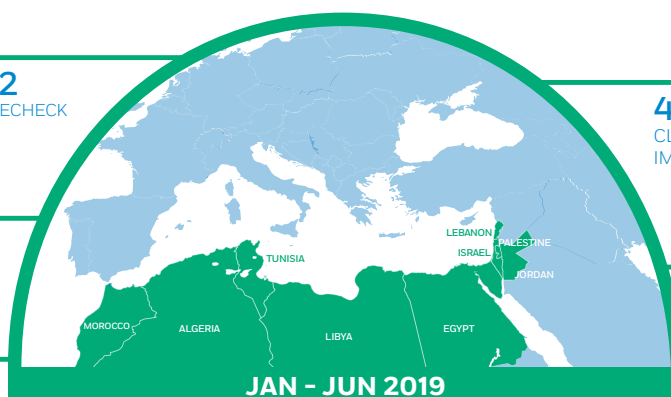 2
ECHECK
4
CL
IM
LEBANON
PALESTINE
ISRAEL
TUNISIA
JORDAN
MOROCCO
ALGERIA
LIBYA
EGYPT
JAN - JUN 2019